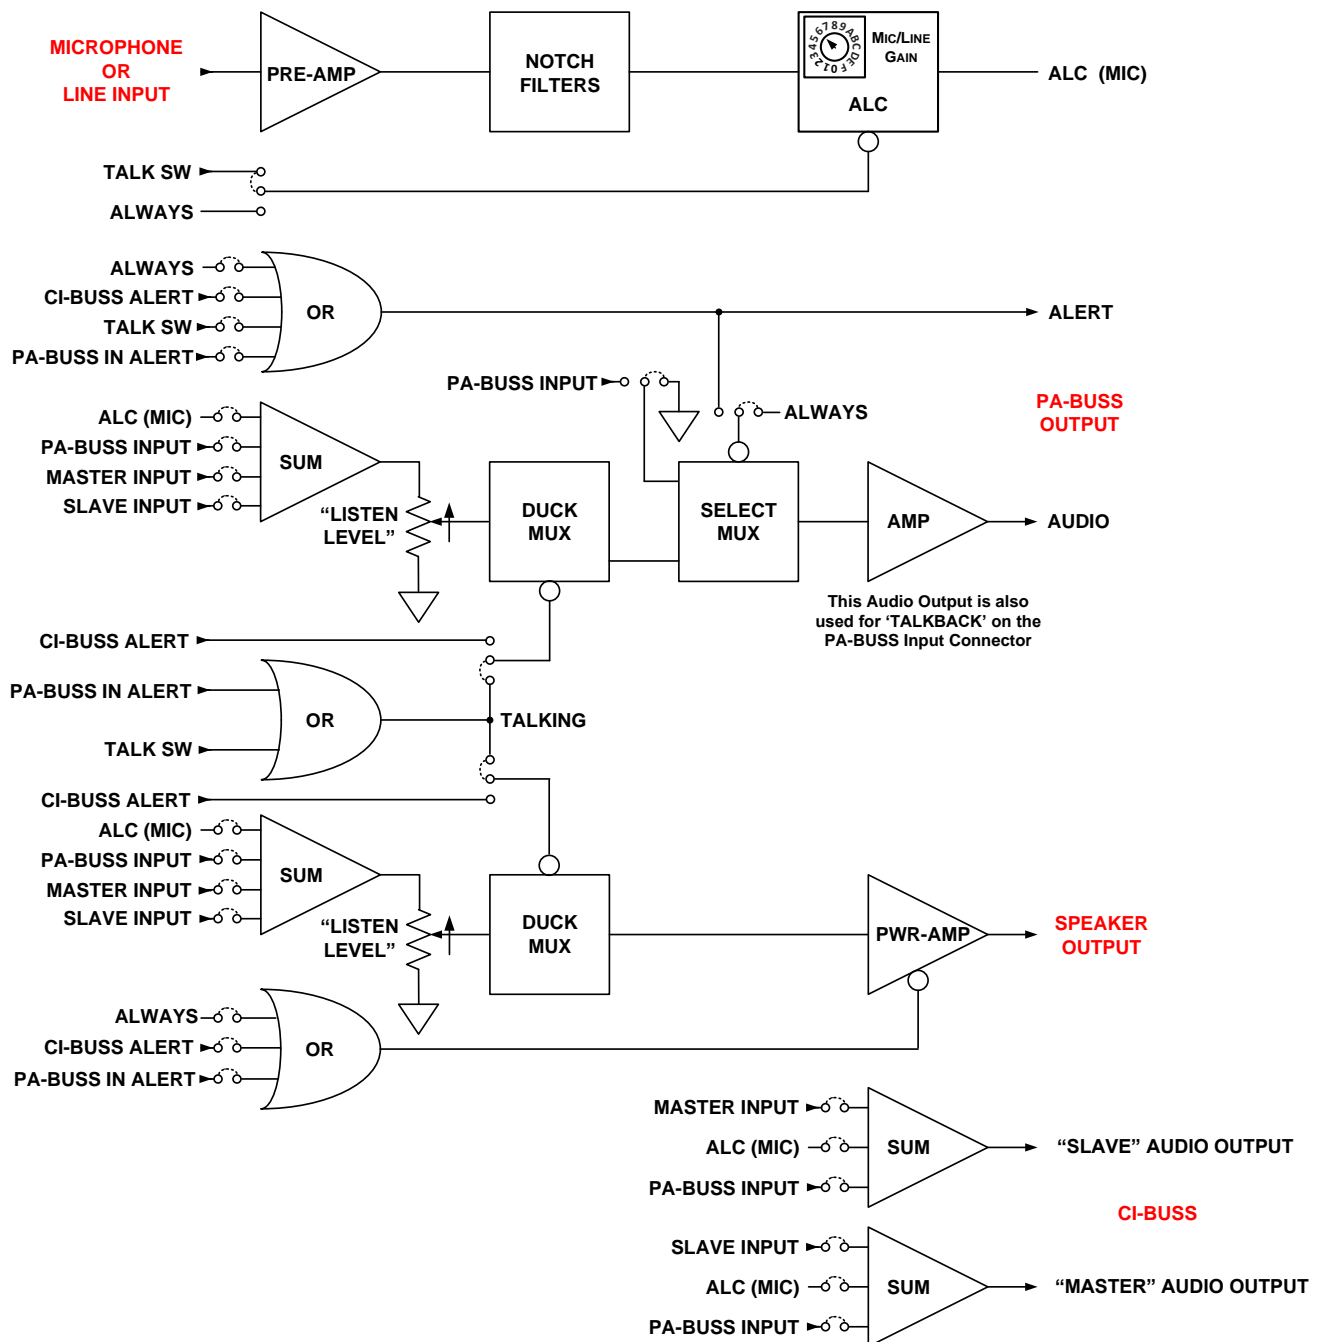 MICROPHONE
OR
LINE INPUT
PRE-AMP
NOTCH
FILTERS
0123456789ABCDEF
MIC/LINE
GAIN
ALC
ALC (MIC)
TALK SW
ALWAYS
ALWAYS
CI-BUSS ALERT
TALK SW
PA-BUSS IN ALERT
OR
ALERT
PA-BUSS INPUT
ALWAYS
PA-BUSS
OUTPUT
ALC (MIC)
PA-BUSS INPUT
MASTER INPUT
SLAVE INPUT
SUM
“LISTEN
LEVEL”
DUCK
MUX
SELECT
MUX
AMP
AUDIO
This Audio Output is also
used for ‘TALKBACK’ on the
PA-BUSS Input Connector
CI-BUSS ALERT
PA-BUSS IN ALERT
TALK SW
OR
TALKING
CI-BUSS ALERT
ALC (MIC)
PA-BUSS INPUT
MASTER INPUT
SLAVE INPUT
SUM
“LISTEN
LEVEL”
DUCK
MUX
PWR-AMP
SPEAKER
OUTPUT
ALWAYS
CI-BUSS ALERT
PA-BUSS IN ALERT
OR
MASTER INPUT
ALC (MIC)
PA-BUSS INPUT
SUM
“SLAVE” AUDIO OUTPUT
CI-BUSS
SLAVE INPUT
ALC (MIC)
PA-BUSS INPUT
SUM
“MASTER” AUDIO OUTPUT